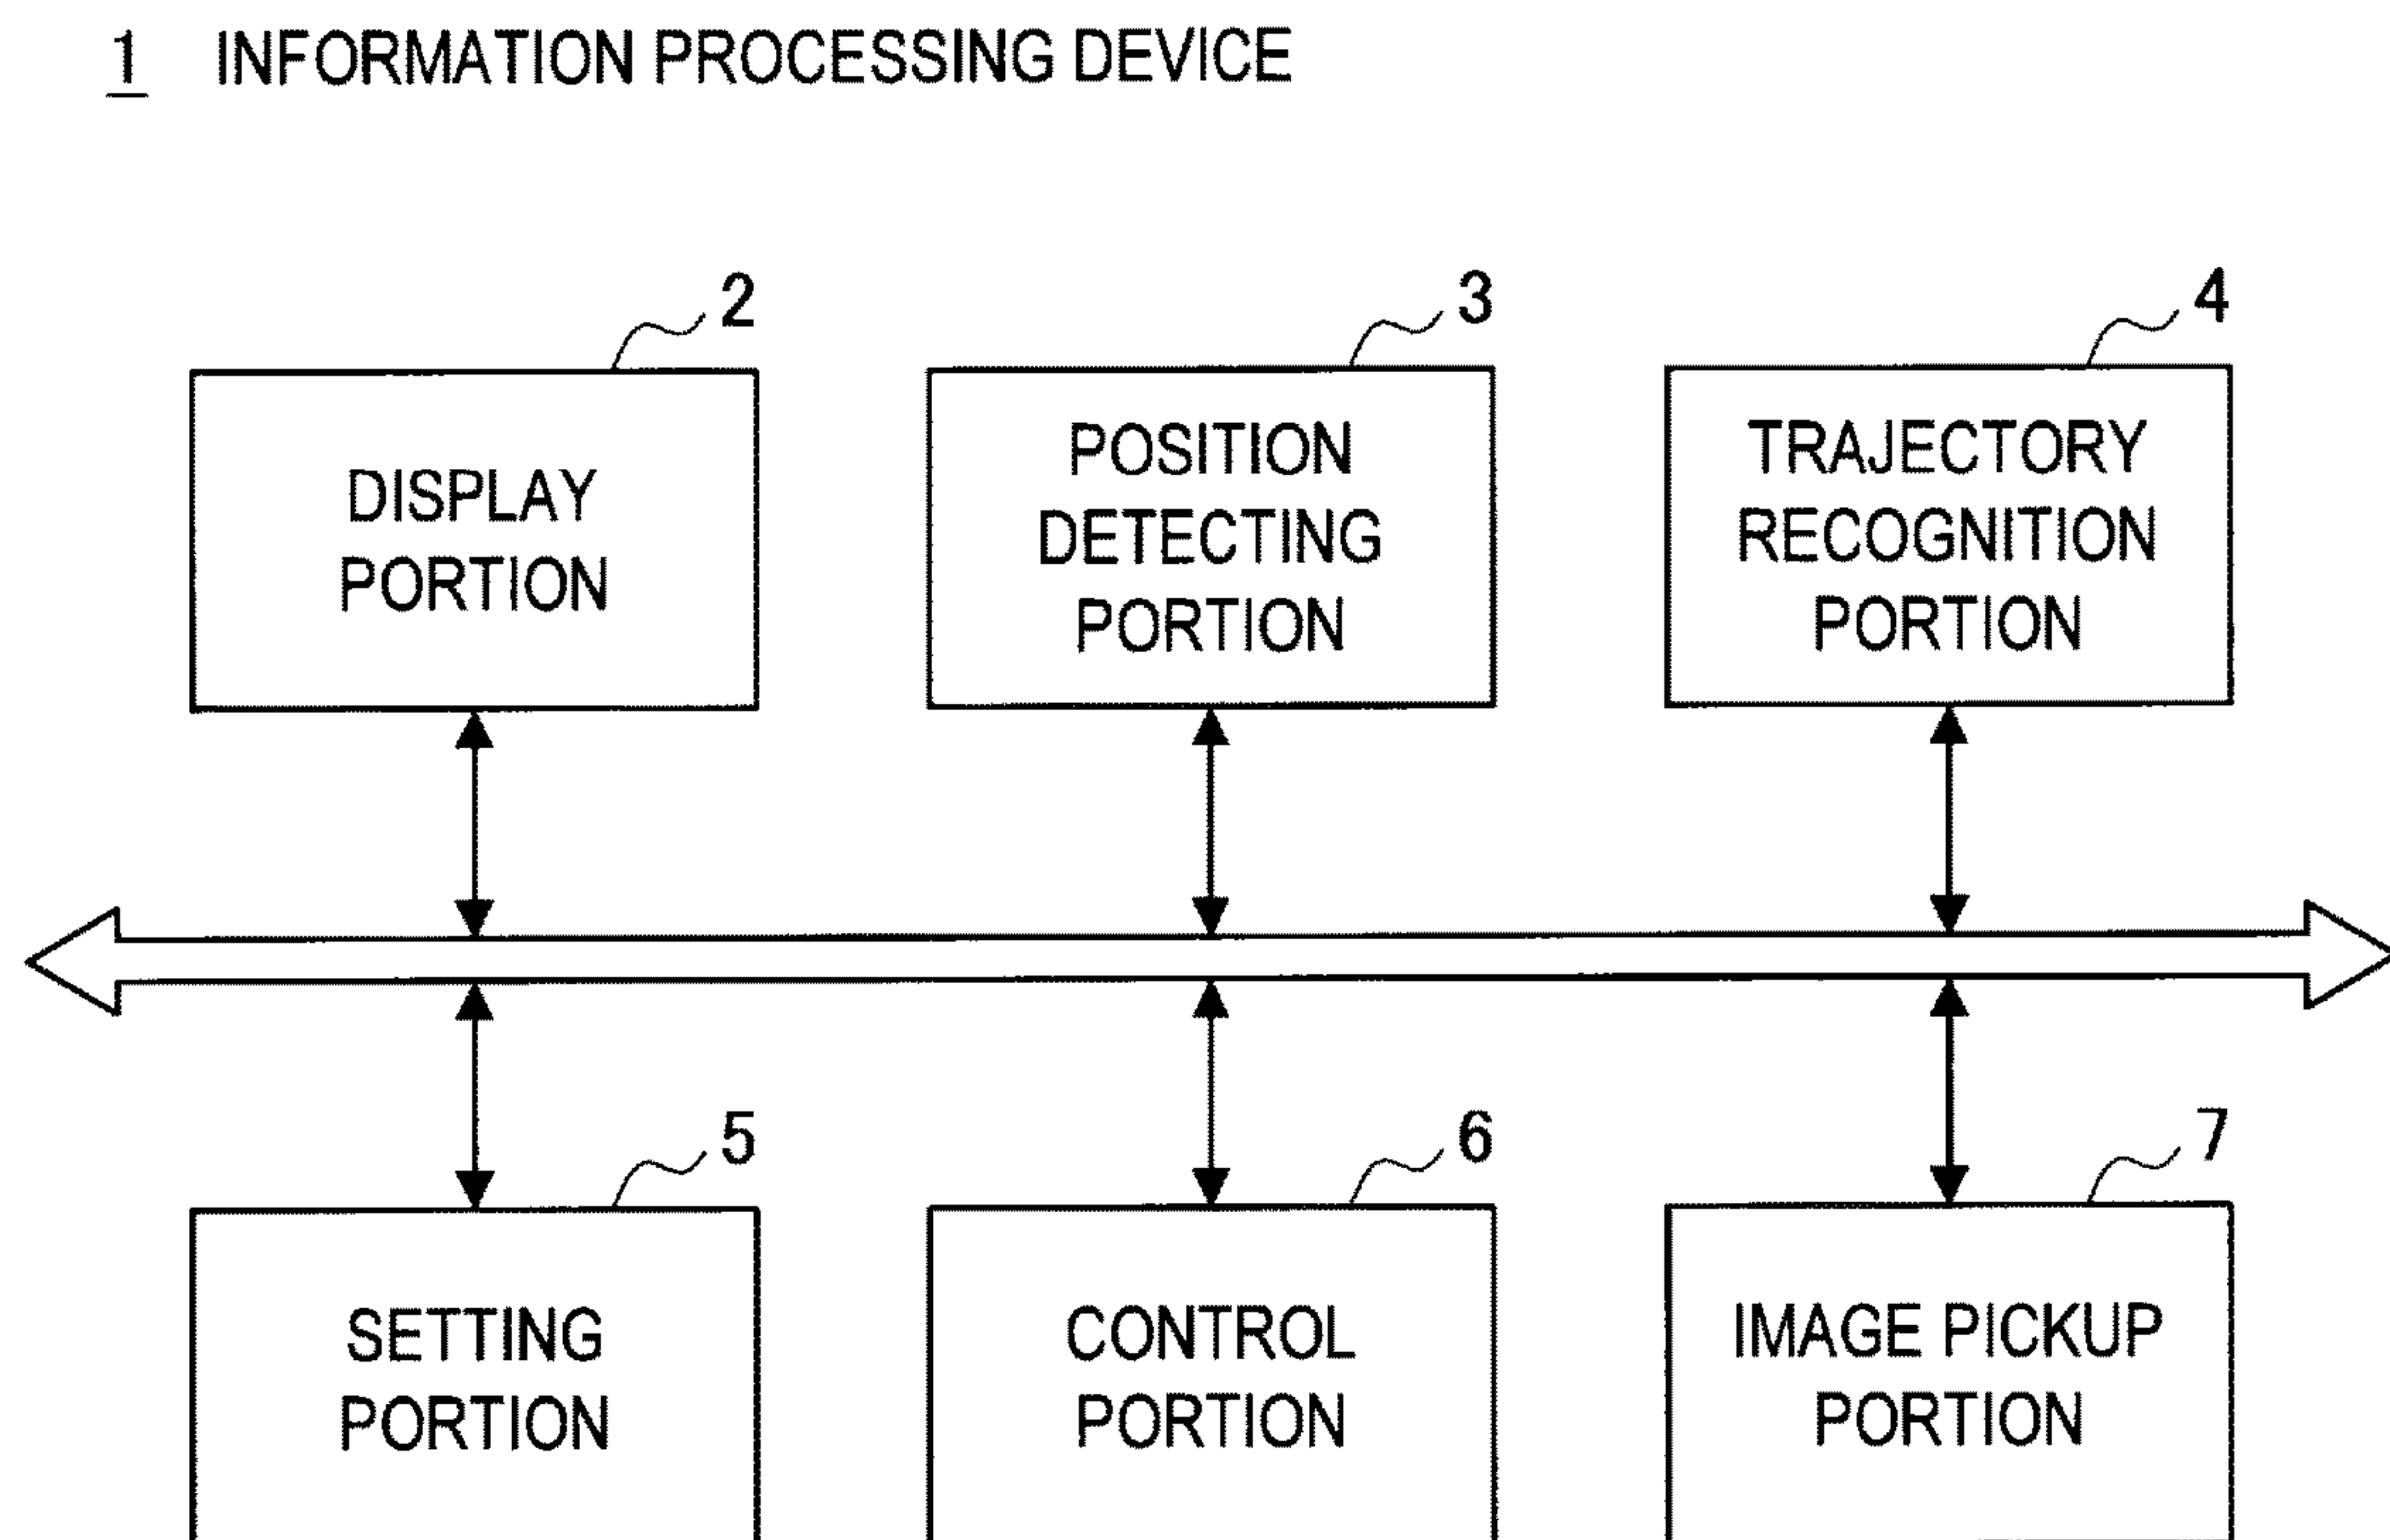 1 INFORMATION PROCESSING DEVICE
2
3
4
DISPLAY
PORTION
POSITION
DETECTING
PORTION
TRAJECTORY
RECOGNITION
PORTION
5
6
7
SETTING
PORTION
CONTROL
PORTION
IMAGE PICKUP
PORTION